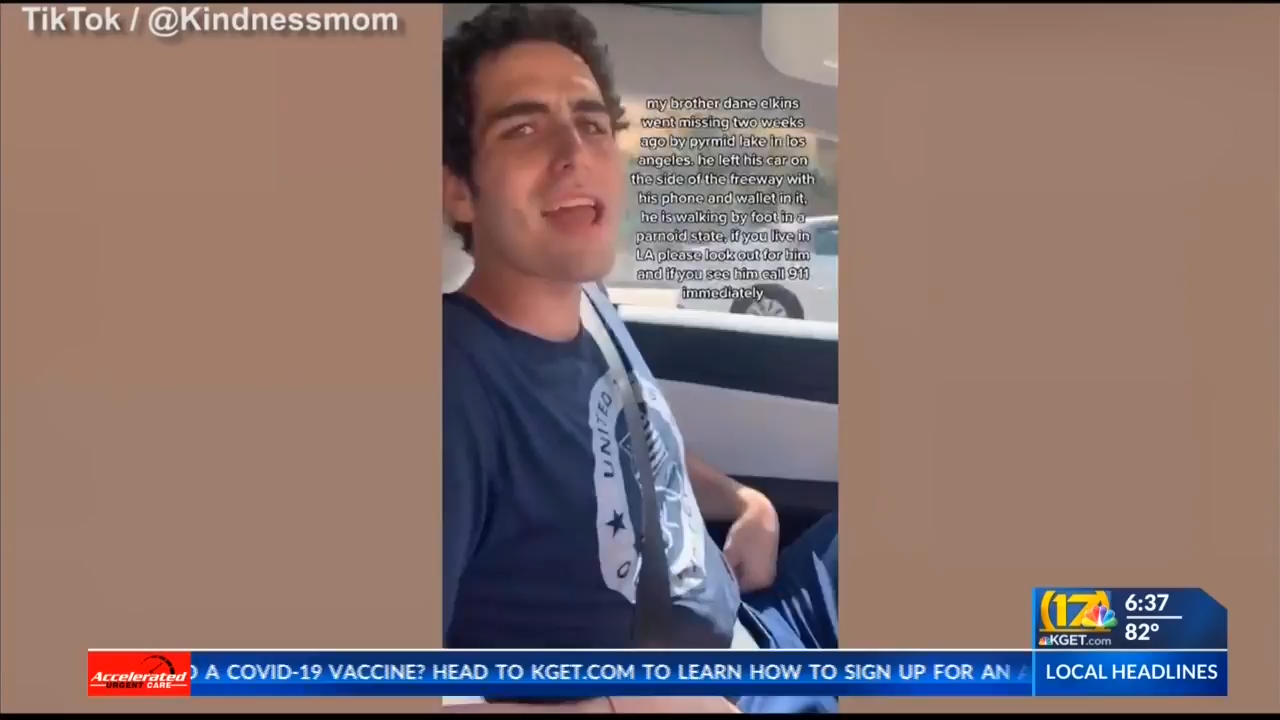 TikTok / @Kindnessmom
my brother dane elkins
went missing two weeks
ago by pyrmid lake in los
angeles. he left his car on
the side of the freeway with
his phone and wallet in it,
he is walking by foot in a
parnoid state, if you live in
LA please look out for him
and if you see him call 911
immediately
UNITED
17
KGET.com
6:37
82°
Accelerated
URGENT CARE
A COVID-19 VACCINE? HEAD TO KGET.COM TO LEARN HOW TO SIGN UP FOR AN
LOCAL HEADLINES